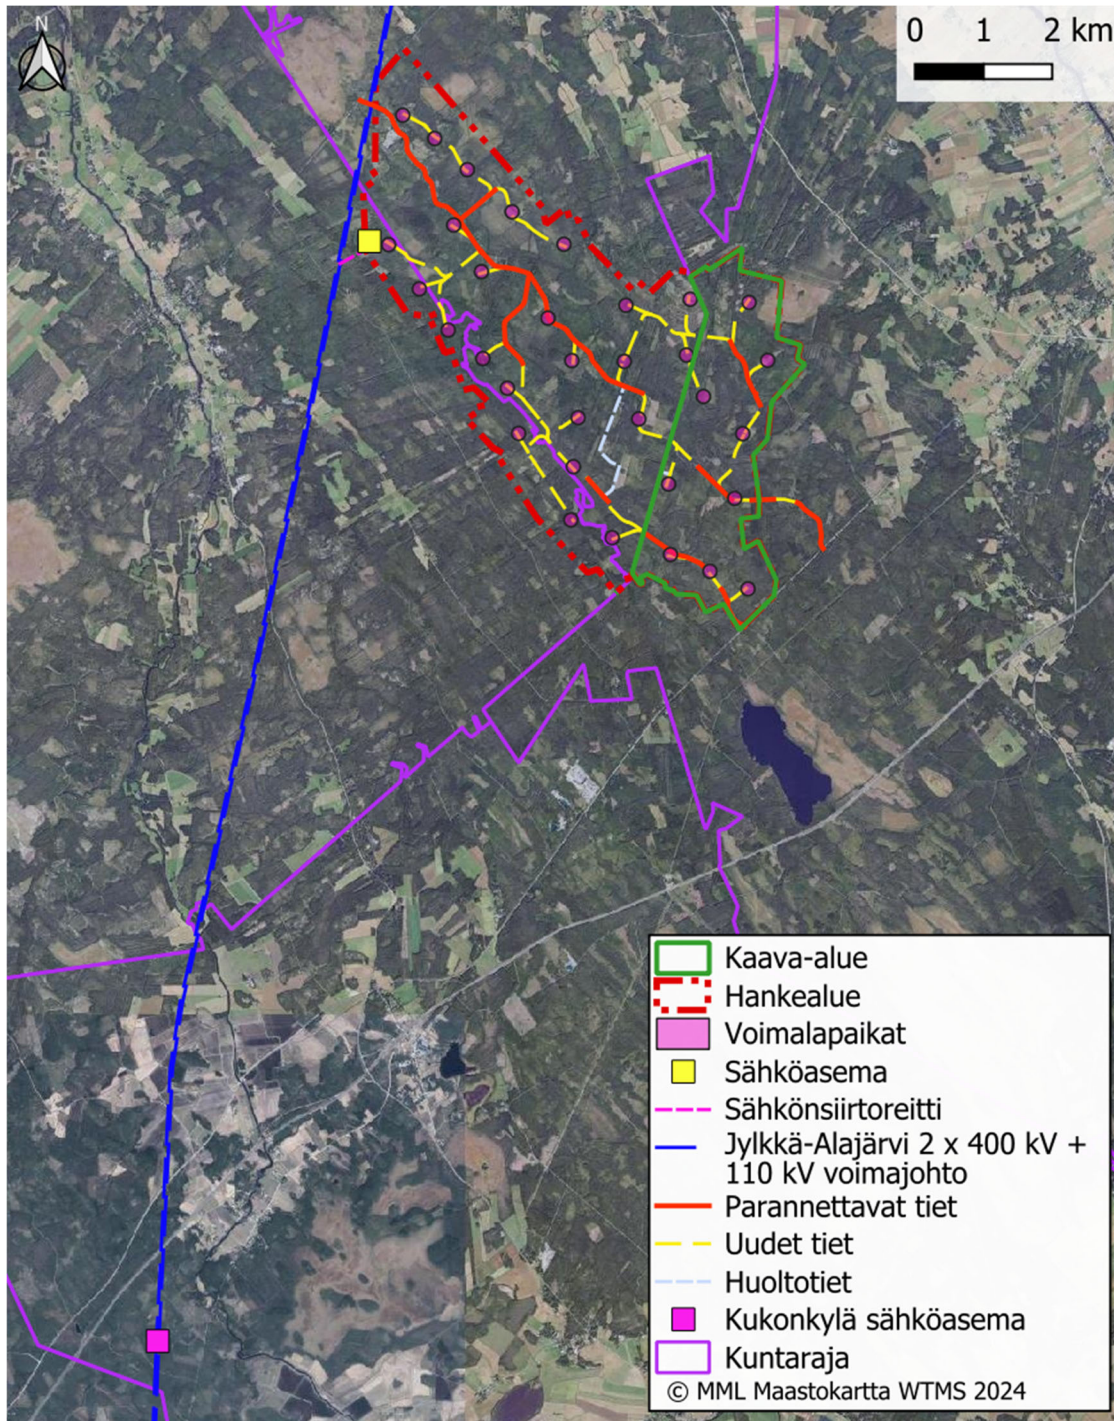 N
0 1 2 km
Kaava-alue
Hankealue
Voimalapaikat
Sähköasema
Sähkönsiirtoreitti
Jylkkä-Alajärvi 2 x 400 kV +
110 kV voimajohto
Parannettavat tiet
Uudet tiet
Huoltotiet
Kukonkylä sähköasema
Kuntaraja
© MML Maastokartta WTMS 2024